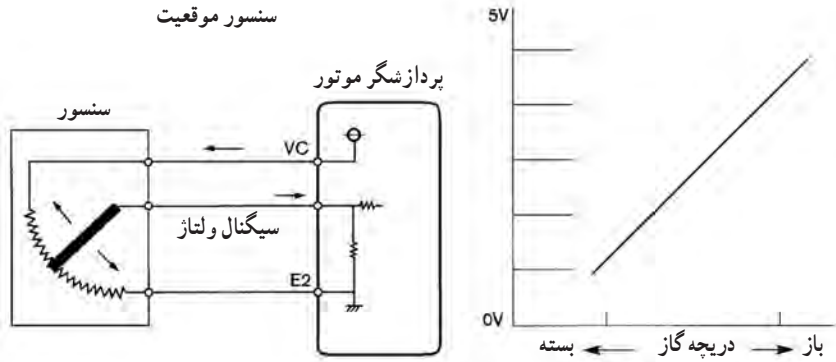 سنسور موقعیت
پردازشگر موتور
سنسور
VC
سیگنال ولتاژ
E2
5V
0V
باز
دریچه گاز
بسته